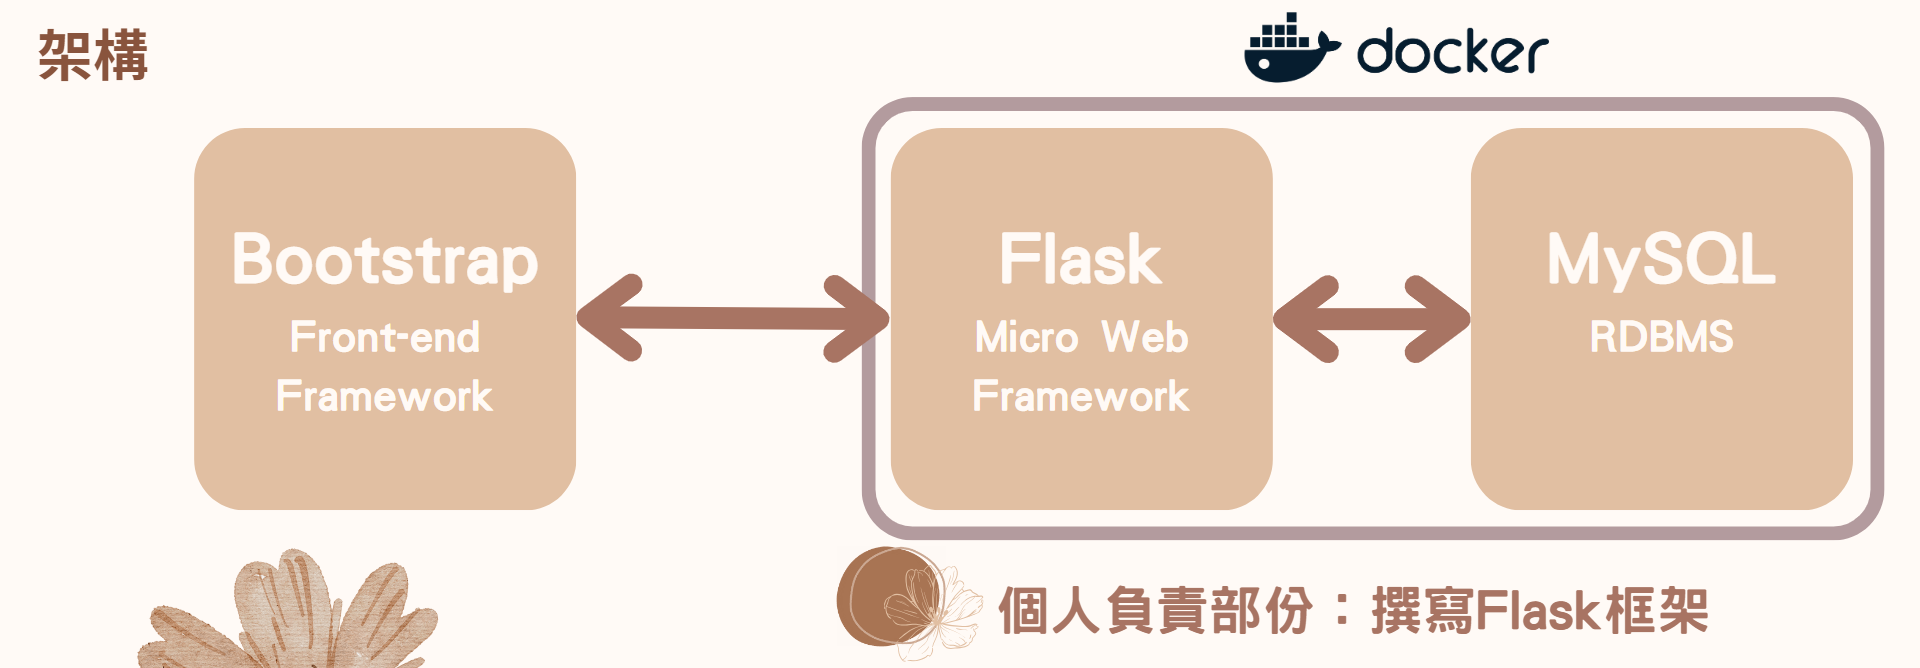 架構
docker
Bootstrap
Front-end
Framework
Flask
Micro Web
Framework
MySQL
RDBMS
個人負責部份：撰寫Flask框架